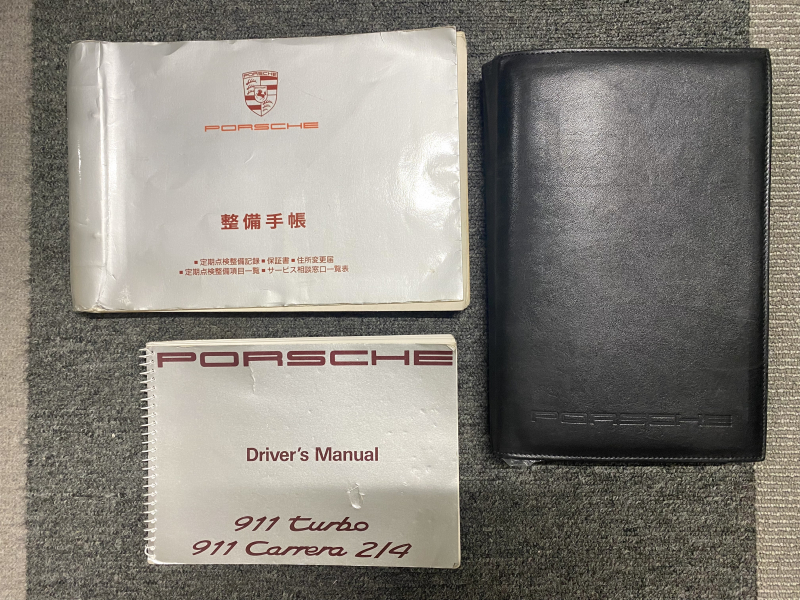 PORSCHE
PORSCHE
整備手帳
■定期点検整備記録■保証書■住所変更届
■定期点検整備項目一覧■サービス相談窓口一覧表
PORSCHE
Driver's Manual
911 turbo
911 Carrera 2/4
PORSCHE